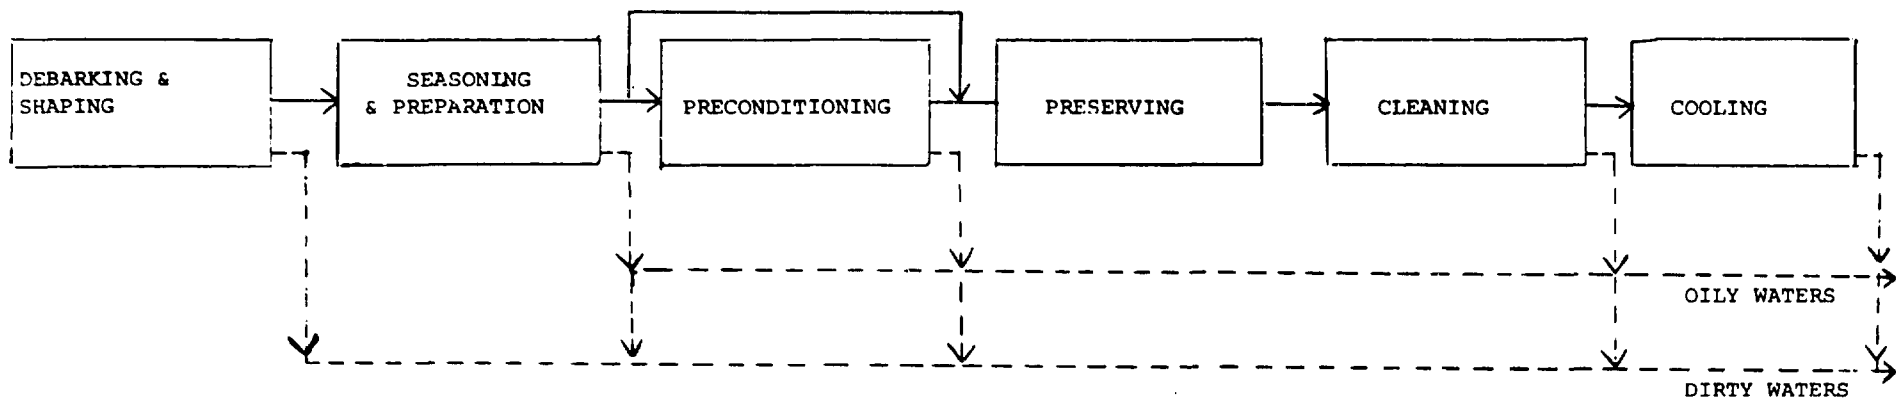 DEBARKING &
SHAPING
SEASONING
& PREPARATION
PRECONDITIONING
PRESERVING
CLEANING
COOLING
OILY WATERS
DIRTY WATERS